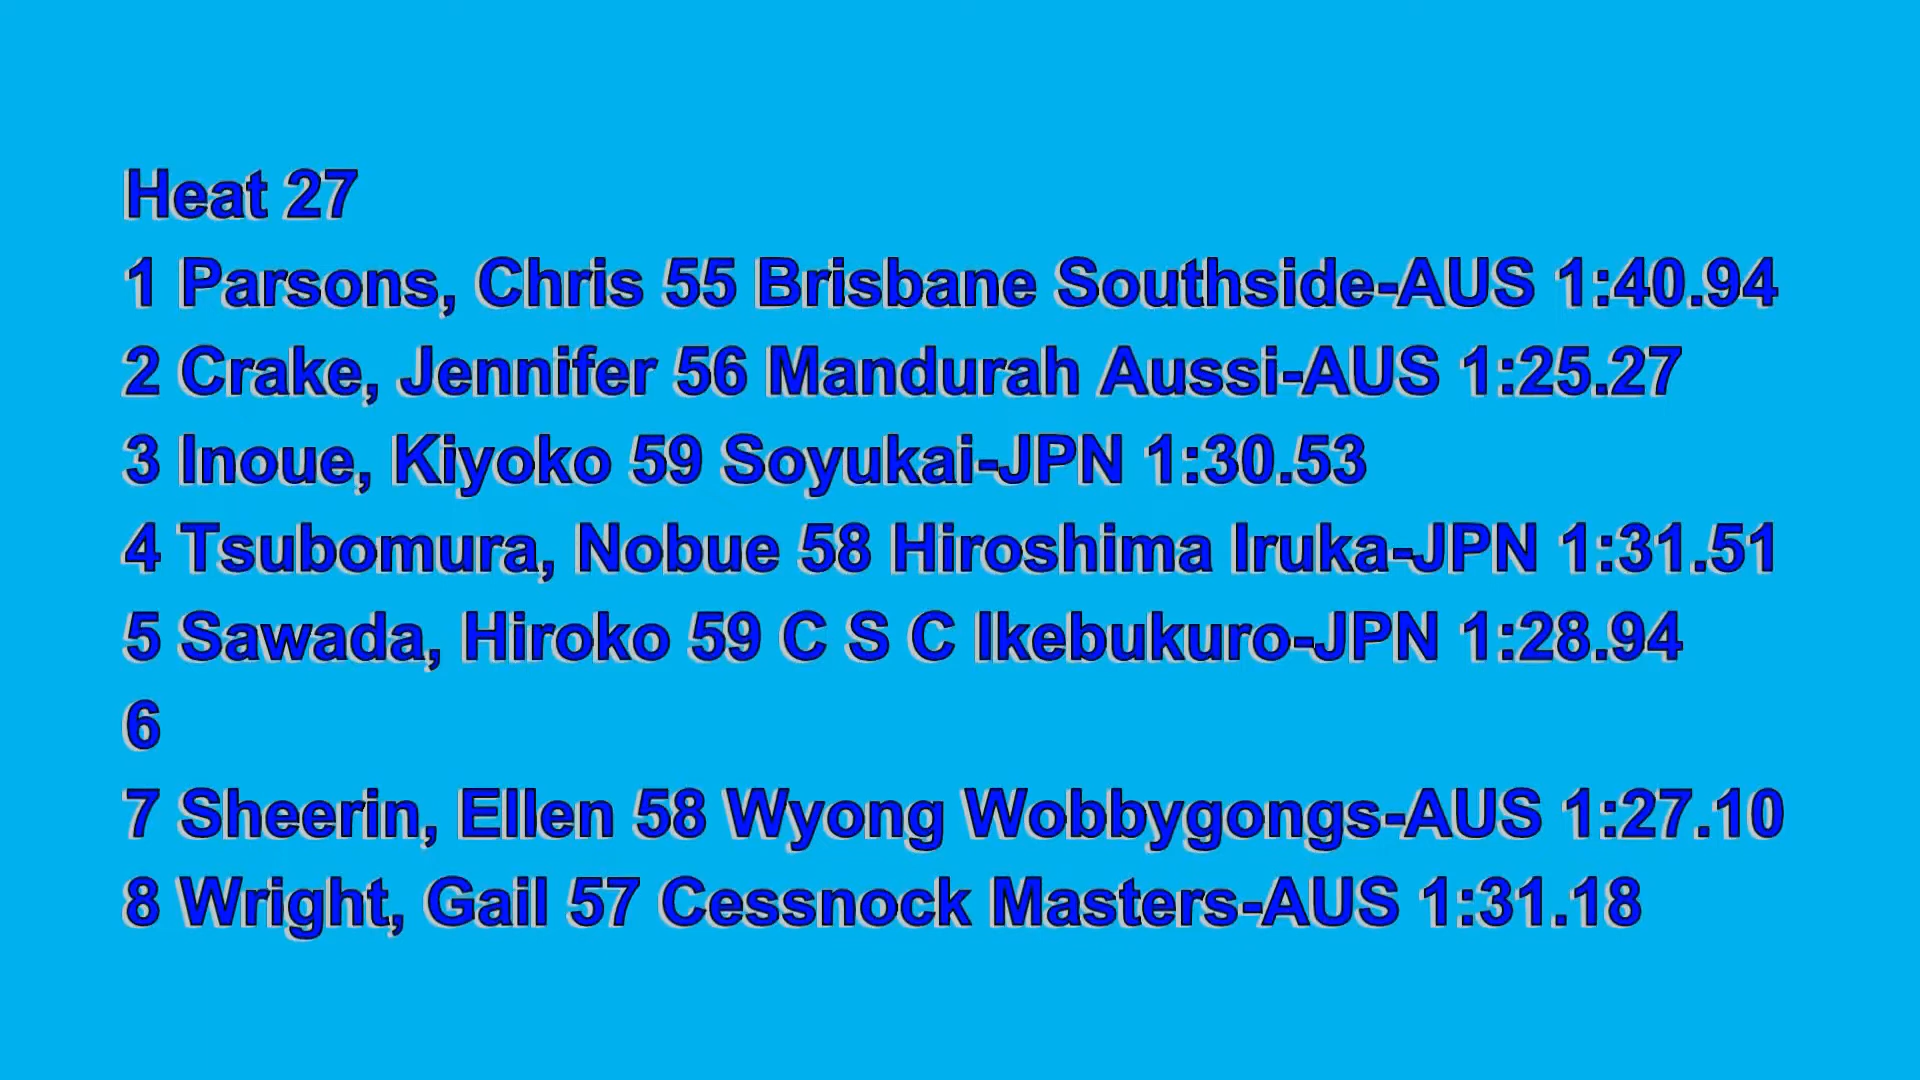 Heat 27
1 Parsons, Chris 55 Brisbane Southside-AUS 1:40.94
2 Crake, Jennifer 56 Mandurah Aussi-AUS 1:25.27
3 Inoue, Kiyoko 59 Soyukai-JPN 1:30.53
4 Tsubomura, Nobue 58 Hiroshima Iruka-JPN 1:31.51
5 Sawada, Hiroko 59 C S C Ikebukuro-JPN 1:28.94
6
7 Sheerin, Ellen 58 Wyong Wobbygongs-AUS 1:27.10
8 Wright, Gail 57 Cessnock Masters-AUS 1:31.18